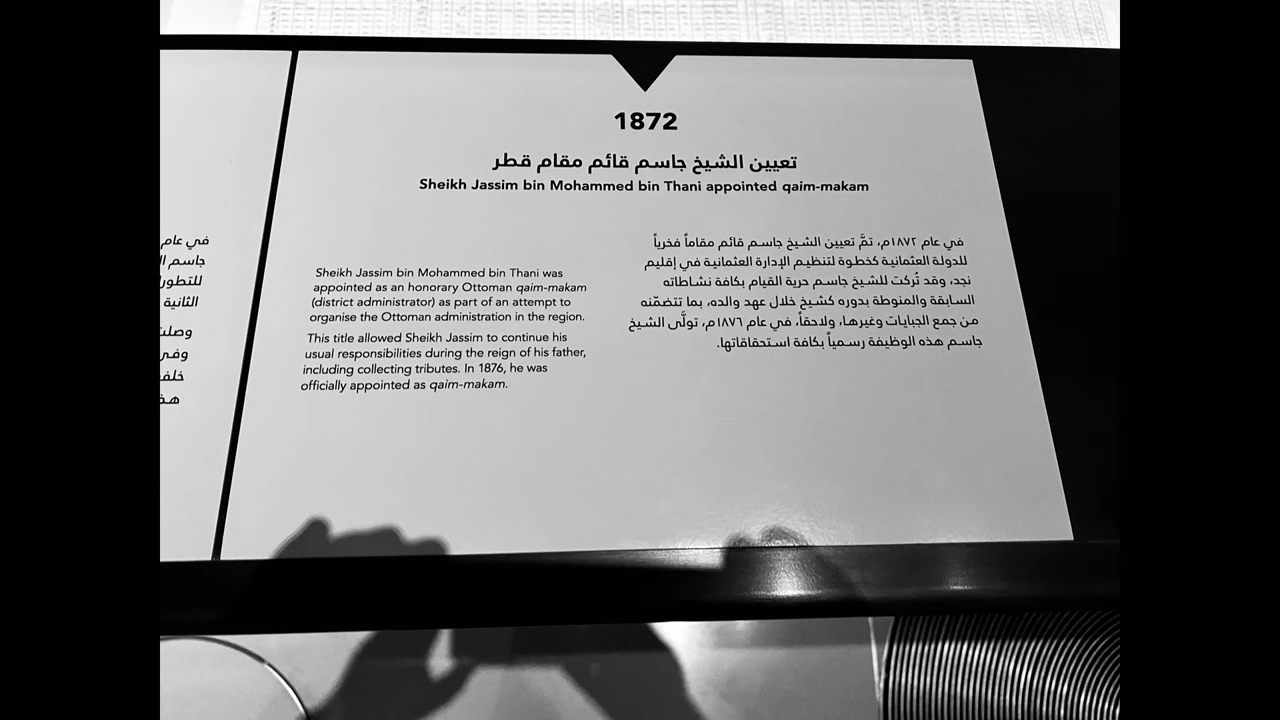 1872
تعيين الشيخ جاسم قائم مقام قطر
Sheikh Jassim bin Mohammed bin Thani appointed qaim-makam
Sheikh Jassim bin Mohammed bin Thani was
appointed as an honorary Ottoman qaim-makam
(district administrator) as part of an attempt to
organise the Ottoman administration in the region.
This title allowed Sheikh Jassim to continue his
usual responsibilities during the reign of his father,
including collecting tributes. In 1876, he was
officially appointed as qaim-makam.
في عام ١٨٧٢م، تمَّ تعيين الشيخ جاسم قائم مقاماً فخرياً
للدولة العثمانية كخطوة لتنظيم الإدارة العثمانية في إقليم
نجد، وقد تُركت للشيخ جاسم حرية القيام بكافة نشاطاته
السابقة والمنوطة بدوره كشيخ خلال عهد والده، بما تتضمّنه
من جمع الجبايات وغيرها، ولاحقاً، في عام ١٨٧٦م، تولَّى الشيخ
جاسم هذه الوظيفة رسمياً بكافة استحقاقاتها.
في عام
جاسم
الثانية